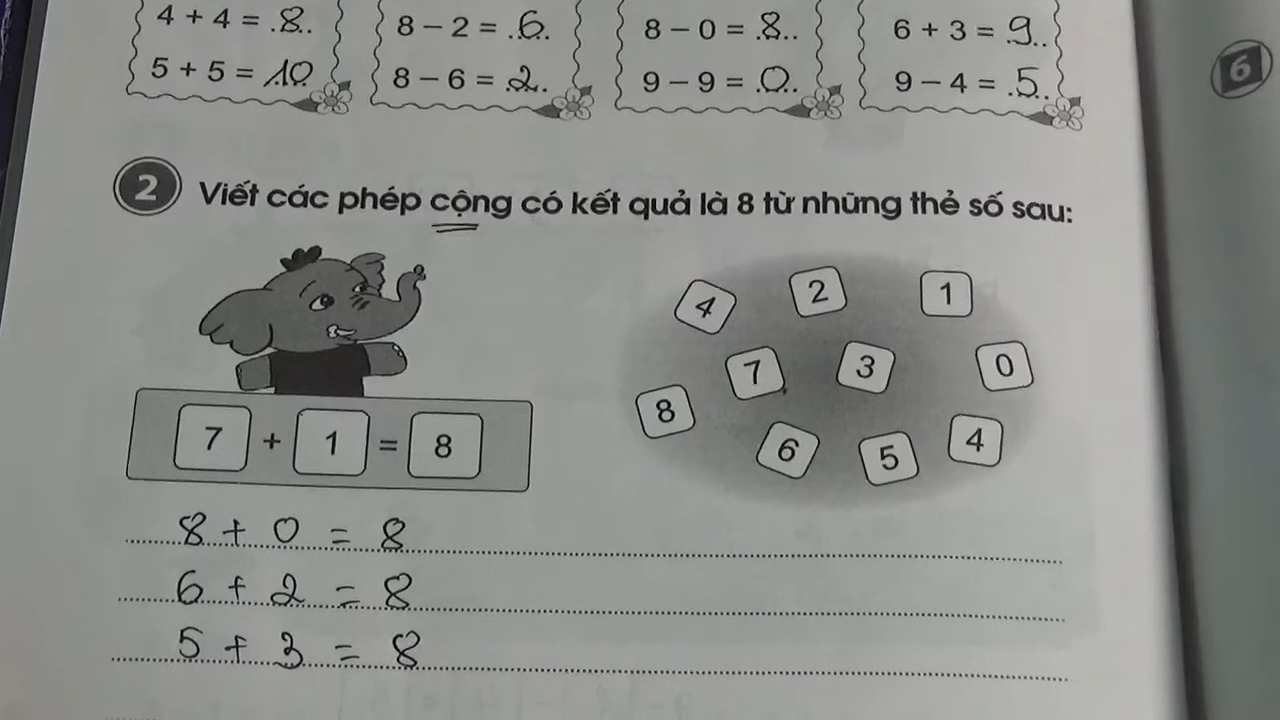 4 + 4 = .8..
5 + 5 = 10
8 – 2 = .6..
8 – 6 = .2..
8 – 0 = .8..
9 – 9 = .0..
6 + 3 = .9..
9 – 4 = .5..
6
2 Viết các phép cộng có kết quả là 8 từ những thẻ số sau:
4 2 1
7 3 0
8 6 5 4
7 + 1 = 8
8 + 0 = 8
6 + 2 = 8
5 + 3 = 8